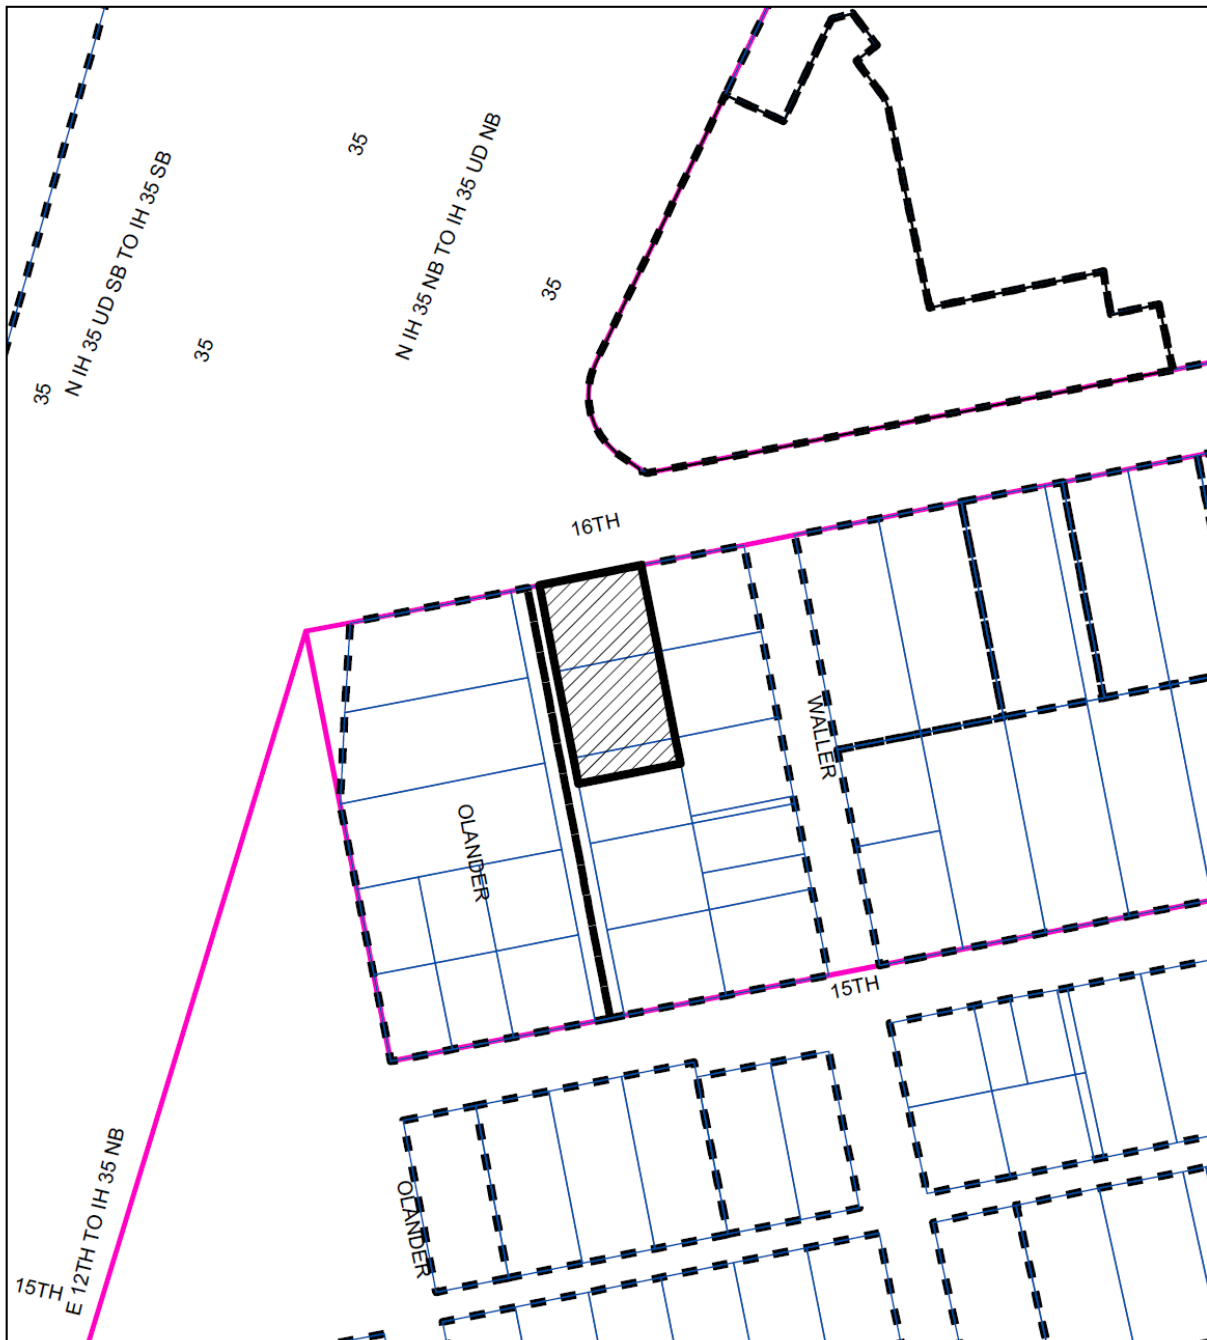 35
N IH 35 UD SB TO IH 35 SB
35
N IH 35 NB TO IH 35 UD NB
35
35
16TH
WALLER
OLANDER
15TH
E 12TH TO IH 35 NB
OLANDER
15TH